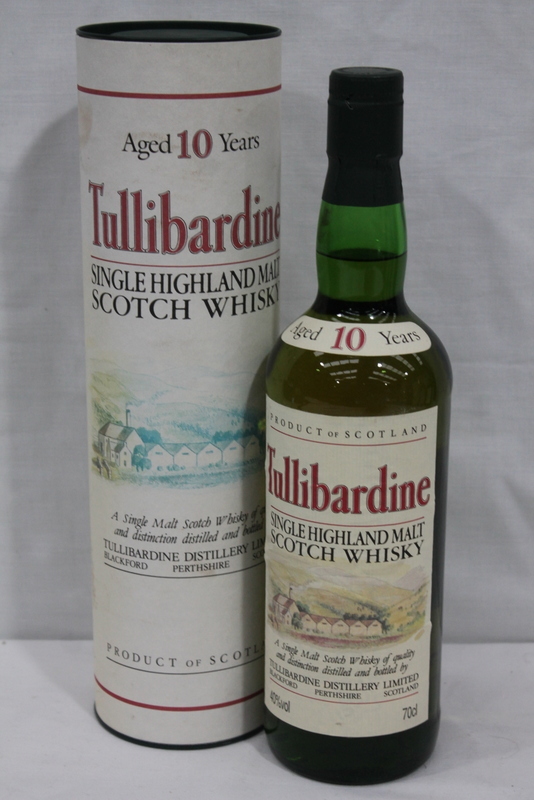 Aged 10 Years
Tullibardine
SINGLE HIGHLAND MALT
SCOTCH WHISKY
A Single Malt Scotch Whisky of
and distinction distilled and bottled
TULLIBARDINE DISTILLERY
BLACKFORD PERTHSHIRE
PRODUCT OF SCOTLAND
Aged 10 Years
PRODUCT OF SCOTLAND
Tullibardine
SINGLE HIGHLAND MALT
SCOTCH WHISKY
A Single Malt Scotch Whisky of quality
and distinction distilled and bottled by
TULLIBARDINE DISTILLERY LIMITED
BLACKFORD PERTHSHIRE SCOTLAND
40%vol 70cl